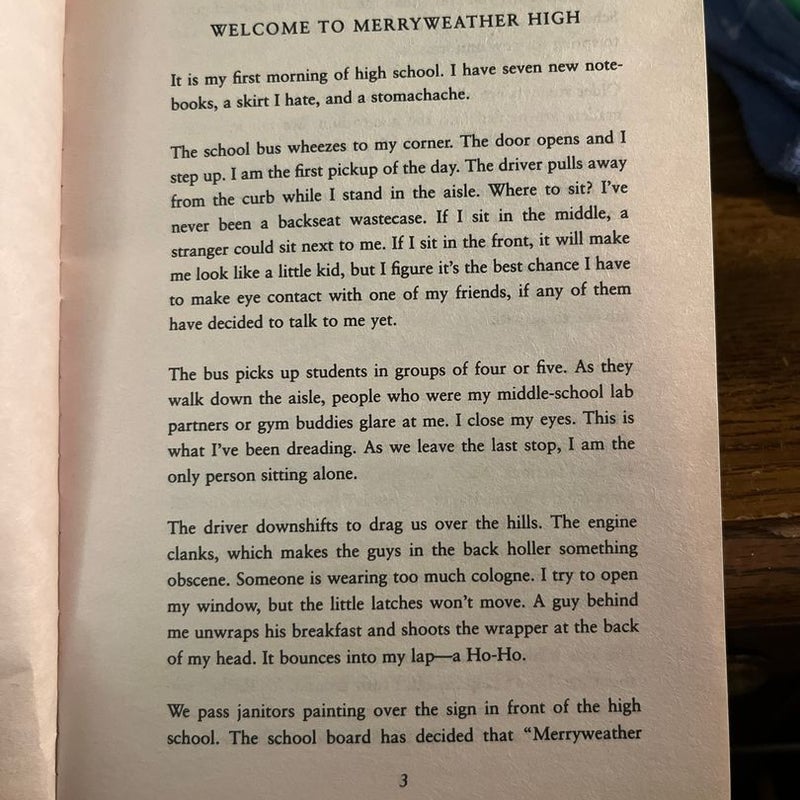 WELCOME TO MERRYWEATHER HIGH
It is my first morning of high school. I have seven new note-
books, a skirt I hate, and a stomachache.
The school bus wheezes to my corner. The door opens and I
step up. I am the first pickup of the day. The driver pulls away
from the curb while I stand in the aisle. Where to sit? I've
never been a backseat wastecase. If I sit in the middle, a
stranger could sit next to me. If I sit in the front, it will make
me look like a little kid, but I figure it's the best chance I have
to make eye contact with one of my friends, if any of them
have decided to talk to me yet.
The bus picks up students in groups of four or five. As they
walk down the aisle, people who were my middle-school lab
partners or gym buddies glare at me. I close my eyes. This is
what I've been dreading. As we leave the last stop, I am the
only person sitting alone.
The driver downshifts to drag us over the hills. The engine
clanks, which makes the guys in the back holler something
obscene. Someone is wearing too much cologne. I try to open
my window, but the little latches won't move. A guy behind
me unwraps his breakfast and shoots the wrapper at the back
of my head. It bounces into my lap—a Ho-Ho.
We pass janitors painting over the sign in front of the high
school. The school board has decided that “Merryweather
3